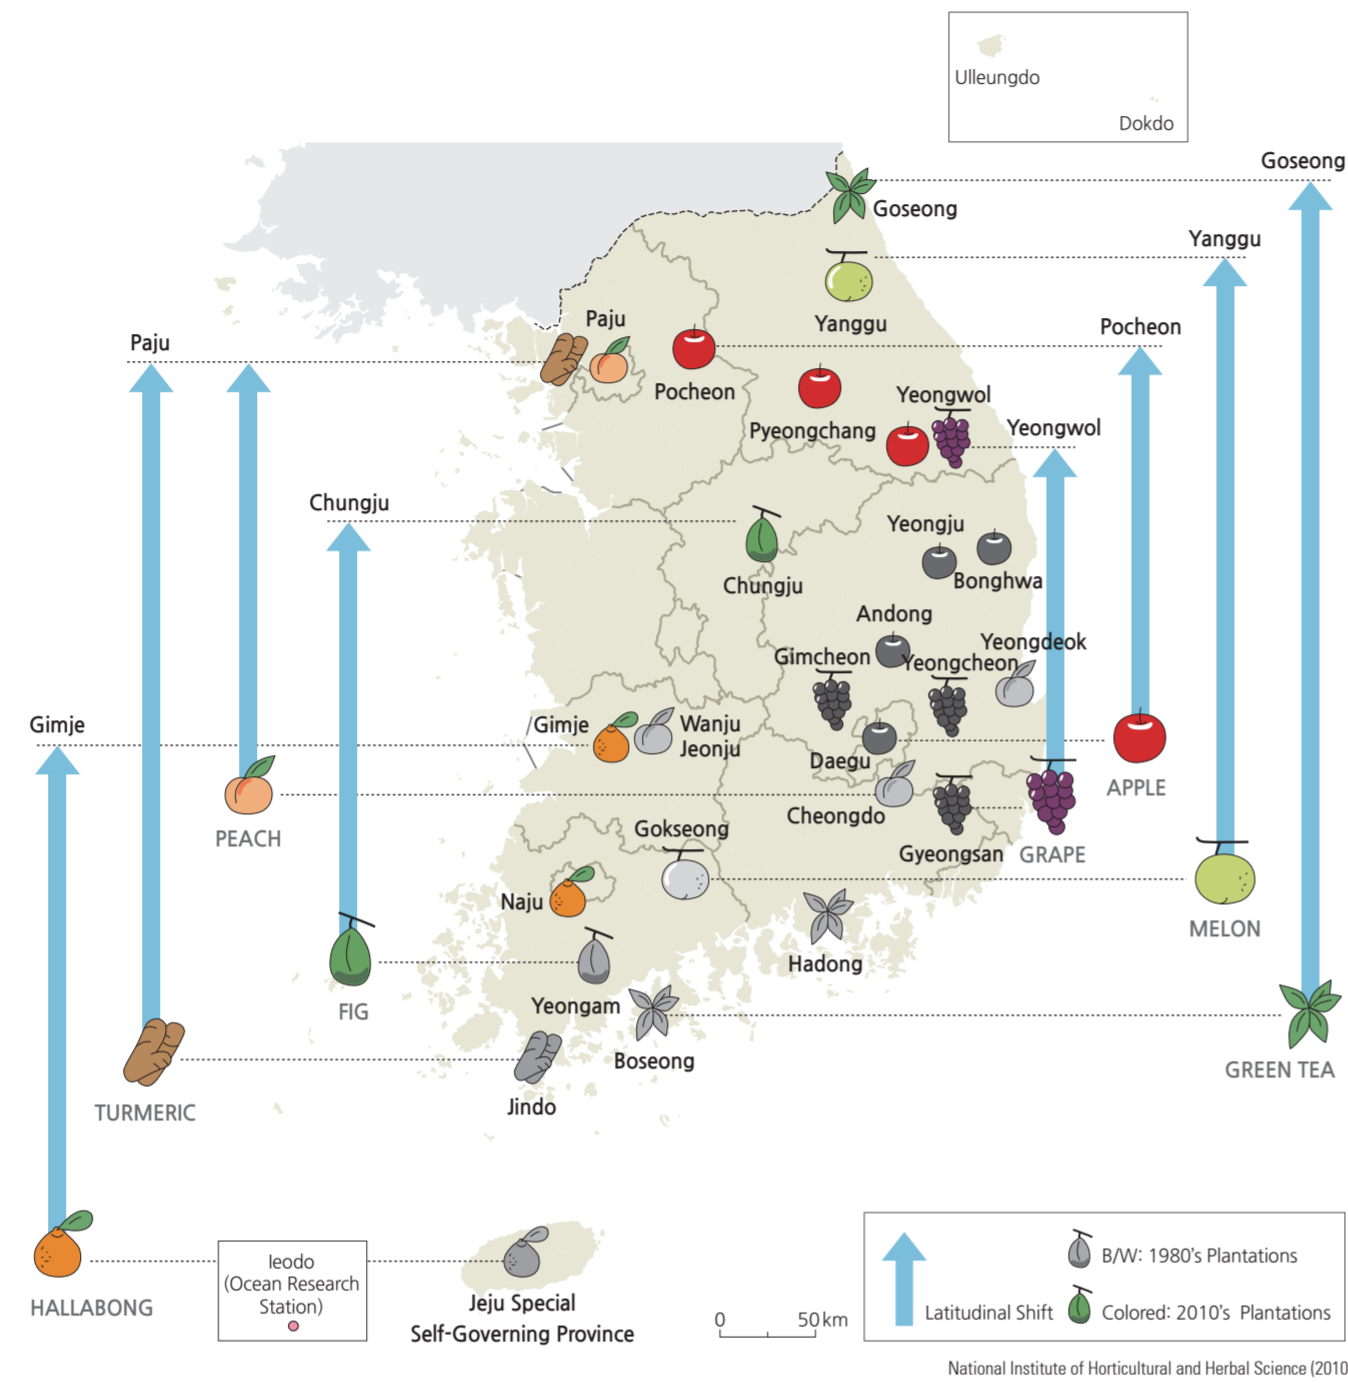 Ulleungdo
Dokdo
Goseong
Goseong
Yanggu
Yanggu
Paju
Paju
Pocheon
Pocheon
Pyeongchang
Yeongwol
Yeongwol
Chungju
Chungju
Yeongju
Bonghwa
Andong
Gimcheon
Yeongcheon
Yeongdeok
Gimje
Gimje
Wanju
Jeonju
Daegu
APPLE
PEACH
Cheongdo
Gokseong
Gyeongsan
GRAPE
Naju
MELON
Hadong
FIG
Yeongam
Boseong
GREEN TEA
TURMERIC
Jindo
HALLABONG
Ieodo
(Ocean Research
Station)
Jeju Special
Self-Governing Province
0 50 km
B/W: 1980's Plantations
Latitudinal Shift
Colored: 2010's Plantations
National Institute of Horticultural and Herbal Science (2010